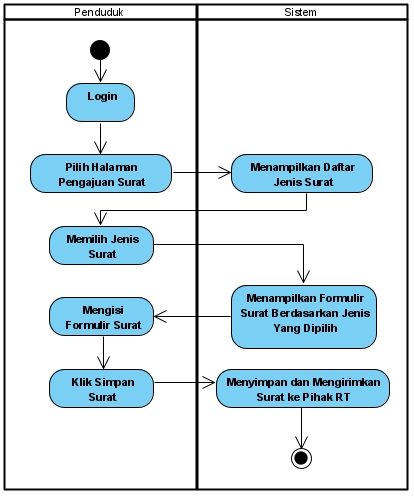 Penduduk
Sistem
Login
Pilih Halaman
Pengajuan Surat
Menampilkan Daftar
Jenis Surat
Memilih Jenis
Surat
Menampilkan Formulir
Surat Berdasarkan Jenis
Yang Dipilih
Mengisi
Formulir Surat
Klik Simpan
Surat
Menyimpan dan Mengirimkan
Surat ke Pihak RT